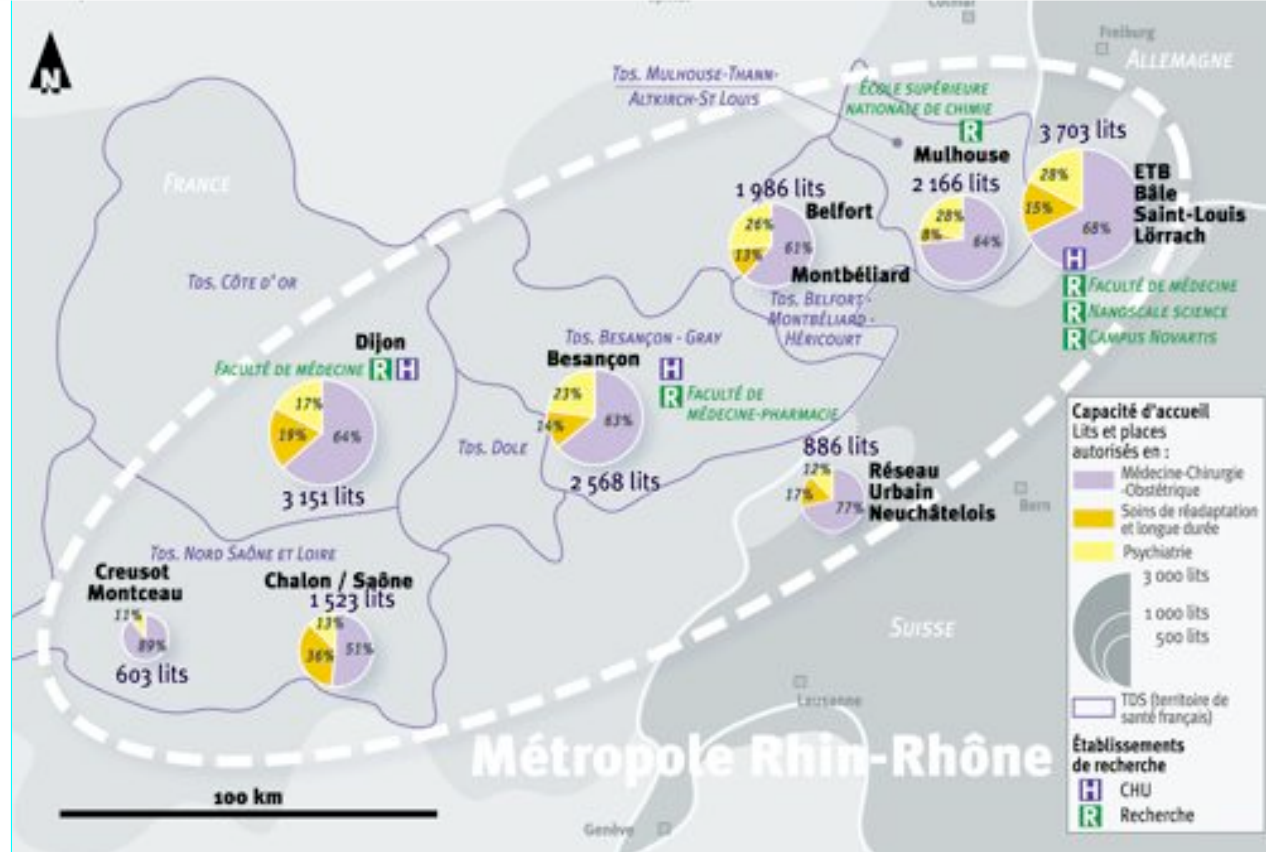 Colmar
Freiburg
ALLEMAGNE
N
TDS. MULHOUSE-THANN-
ALTKIRCH-ST LOUIS
ÉCOLE SUPÉRIEURE
NATIONALE DE CHIMIE
R
Mulhouse
2 166 lits
28%
8%
64%
3 703 lits
28%
15%
68%
ETB
Bâle
Saint-Louis
Lörrach
H
R FACULTÉ DE MÉDECINE
R NANOSCALE SCIENCE
R CAMPUS NOVARTIS
FRANCE
1 986 lits
Belfort
26%
13%
61%
Montbéliard
TDS. BELFORT-
MONTBÉLIARD-
HÉRICOURT
TDS. CÔTE D'OR
Dijon
FACULTÉ DE MÉDECINE R H
17%
19%
64%
3 151 lits
TDS. BESANÇON - GRAY
Besançon
H
R FACULTÉ DE
MÉDECINE-PHARMACIE
23%
14%
63%
2 568 lits
TDS. DOLE
886 lits
12%
17%
77%
Réseau
Urbain
Neuchâtelois
Bern
TDS. NORD SAÔNE ET LOIRE
Creusot
Montceau
11%
89%
603 lits
Chalon / Saône
1 523 lits
13%
36%
51%
SUISSE
Lausanne
Métropole Rhin-Rhône
100 km
Genève
Capacité d'accueil
Lits et places
autorisés en :
Médecine-Chirurgie
-Obstétrique
Soins de réadaptation
et longue durée
Psychiatrie
3 000 lits
1 000 lits
500 lits
TDS (territoire de
santé français)
Établissements
de recherche
H CHU
R Recherche